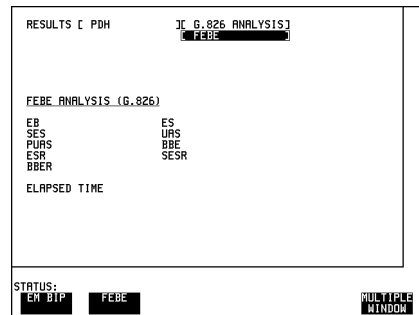 RESULTS [ PDH ][ G.826 ANALYSIS]
[ FEBE ]
FEBE ANALYSIS (G.826)
EB ES
SES UAS
PUAS BBE
ESR SESR
BBER
ELAPSED TIME
STATUS:
EM BIP FEBE MULTIPLE
WINDOW